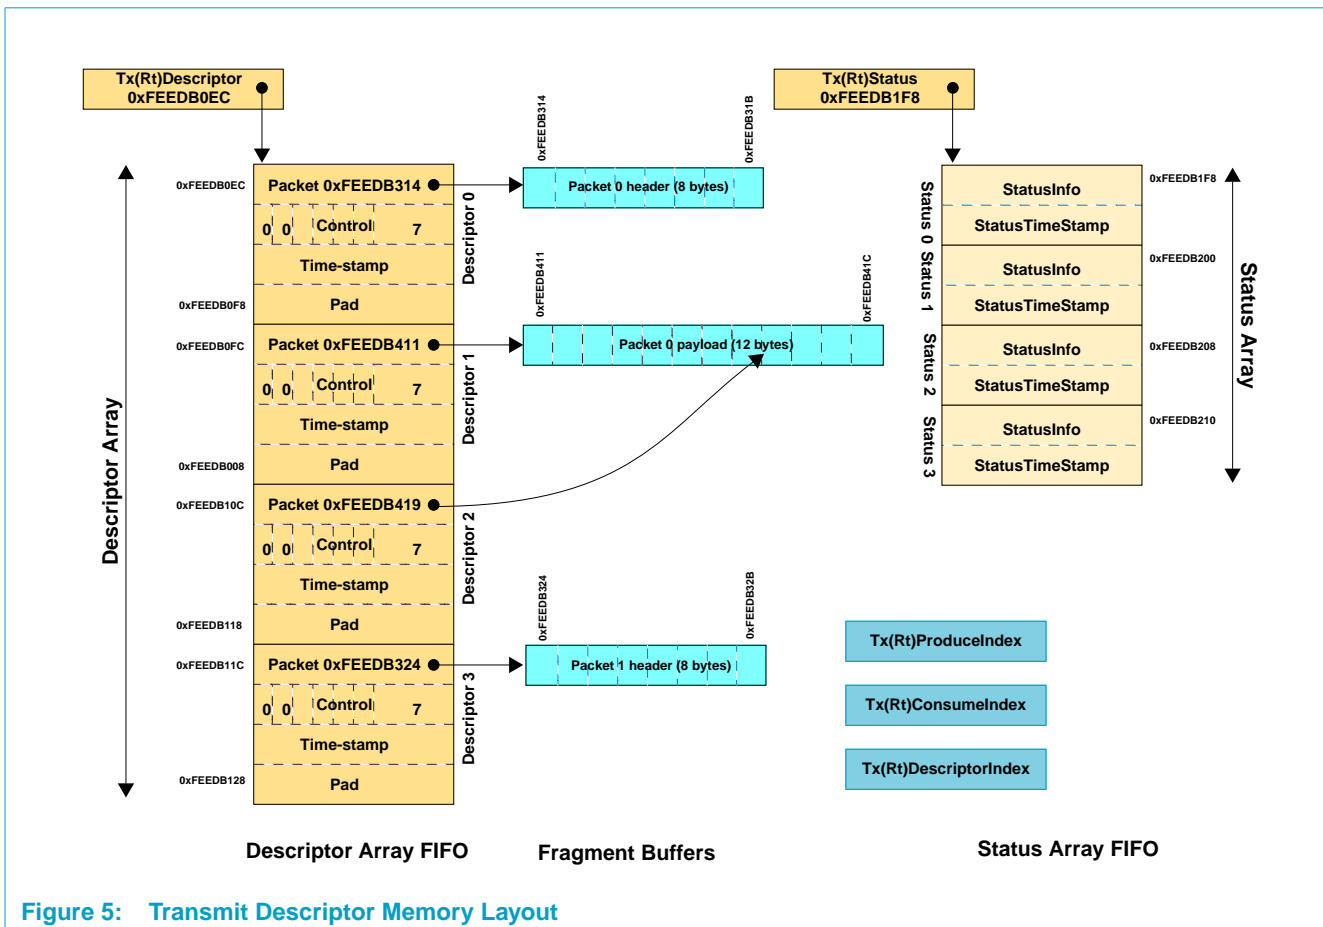 Tx(Rt)Descriptor
0xFEEDB0EC
Tx(Rt)Status
0xFEEDB1F8
0xFEEDB314
0xFEEDB31B
0xFEEDB0EC
Packet 0xFEEDB314
0 0 Control 7
Time-stamp
0xFEEDB0F8
Pad
Descriptor 0
Packet 0 header (8 bytes)
0xFEEDB411
0xFEEDB41C
0xFEEDB0FC
Packet 0xFEEDB411
0 0 Control 7
Time-stamp
0xFEEDB008
Pad
Descriptor 1
Packet 0 payload (12 bytes)
0xFEEDB10C
Packet 0xFEEDB419
0 0 Control 7
Time-stamp
0xFEEDB118
Pad
Descriptor 2
0xFEEDB324
0xFEEDB32B
0xFEEDB11C
Packet 0xFEEDB324
0 0 Control 7
Time-stamp
0xFEEDB128
Pad
Descriptor 3
Packet 1 header (8 bytes)
Descriptor Array
Status 0
StatusInfo
StatusTimeStamp
0xFEEDB1F8
Status 1
StatusInfo
StatusTimeStamp
0xFEEDB200
Status 2
StatusInfo
StatusTimeStamp
0xFEEDB208
Status 3
StatusInfo
StatusTimeStamp
0xFEEDB210
Status Array
Tx(Rt)ProduceIndex
Tx(Rt)ConsumeIndex
Tx(Rt)DescriptorIndex
Descriptor Array FIFO
Fragment Buffers
Status Array FIFO
Figure 5: Transmit Descriptor Memory Layout